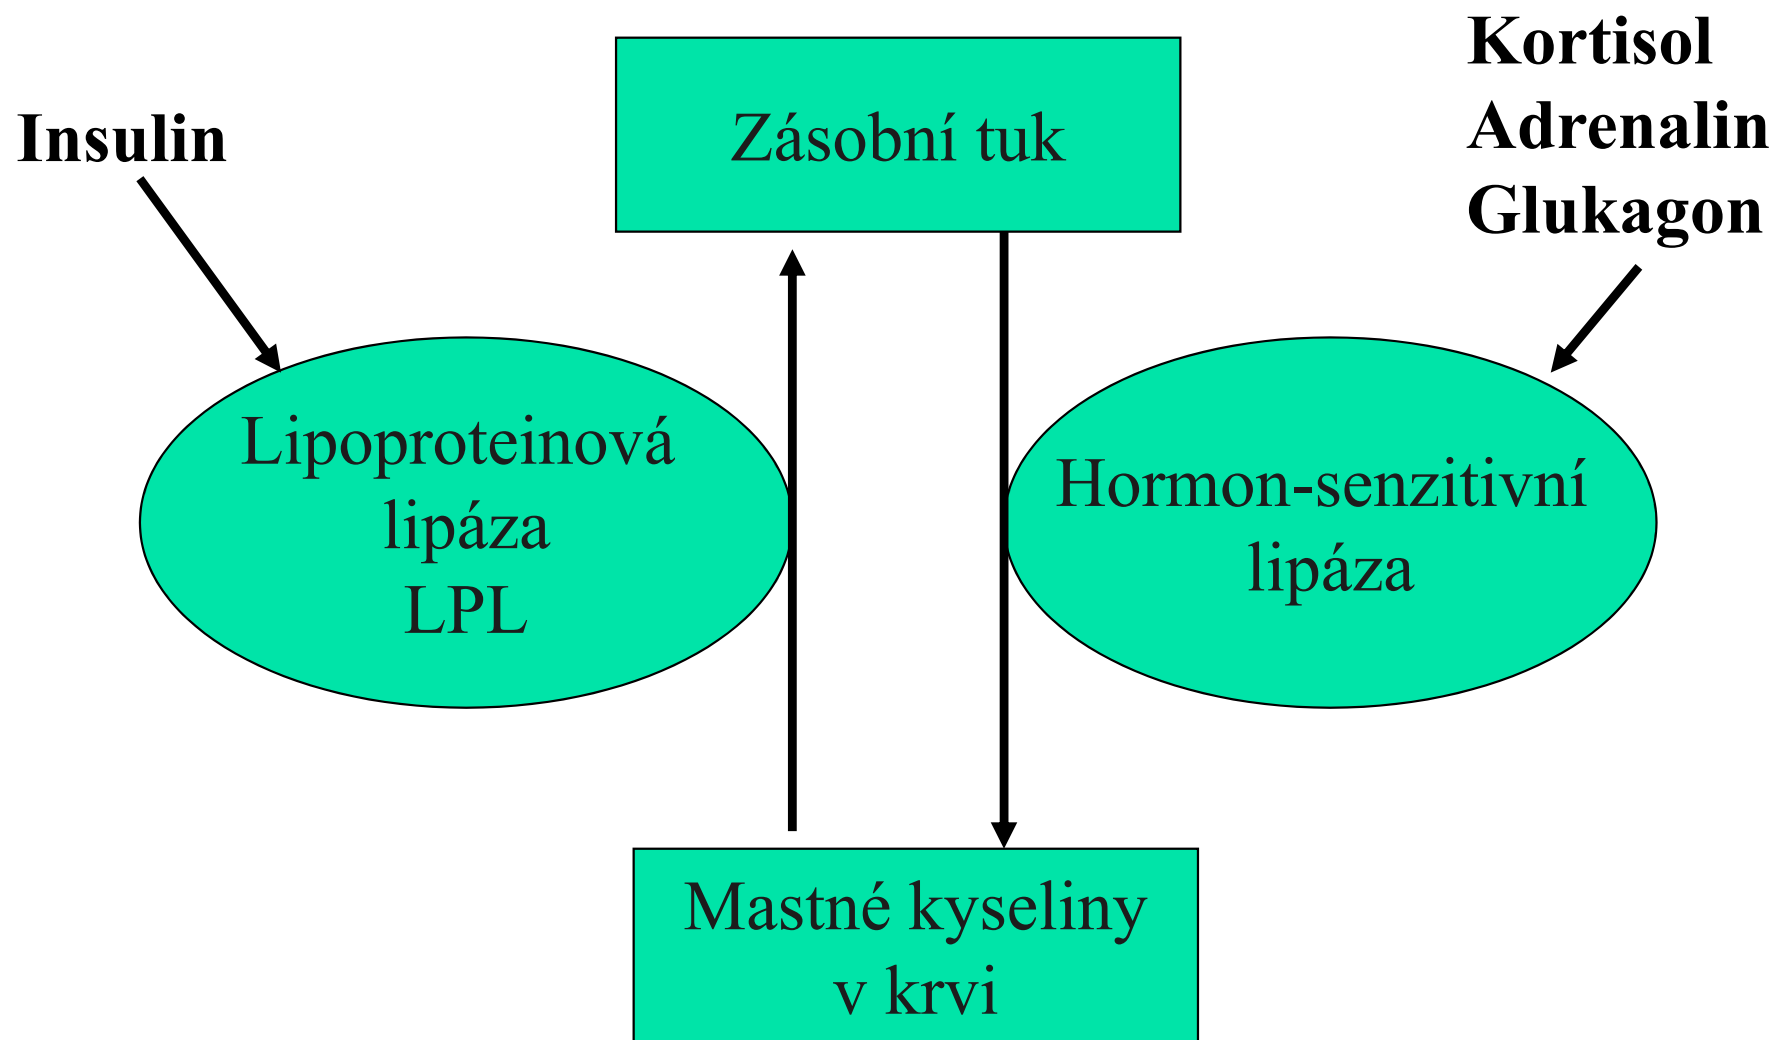 Insulin
Zásobní tuk
Kortisol
Adrenalin
Glukagon
Lipoproteinová
lipáza
LPL
Hormon-senzitivní
lipáza
Mastné kyseliny
v krvi